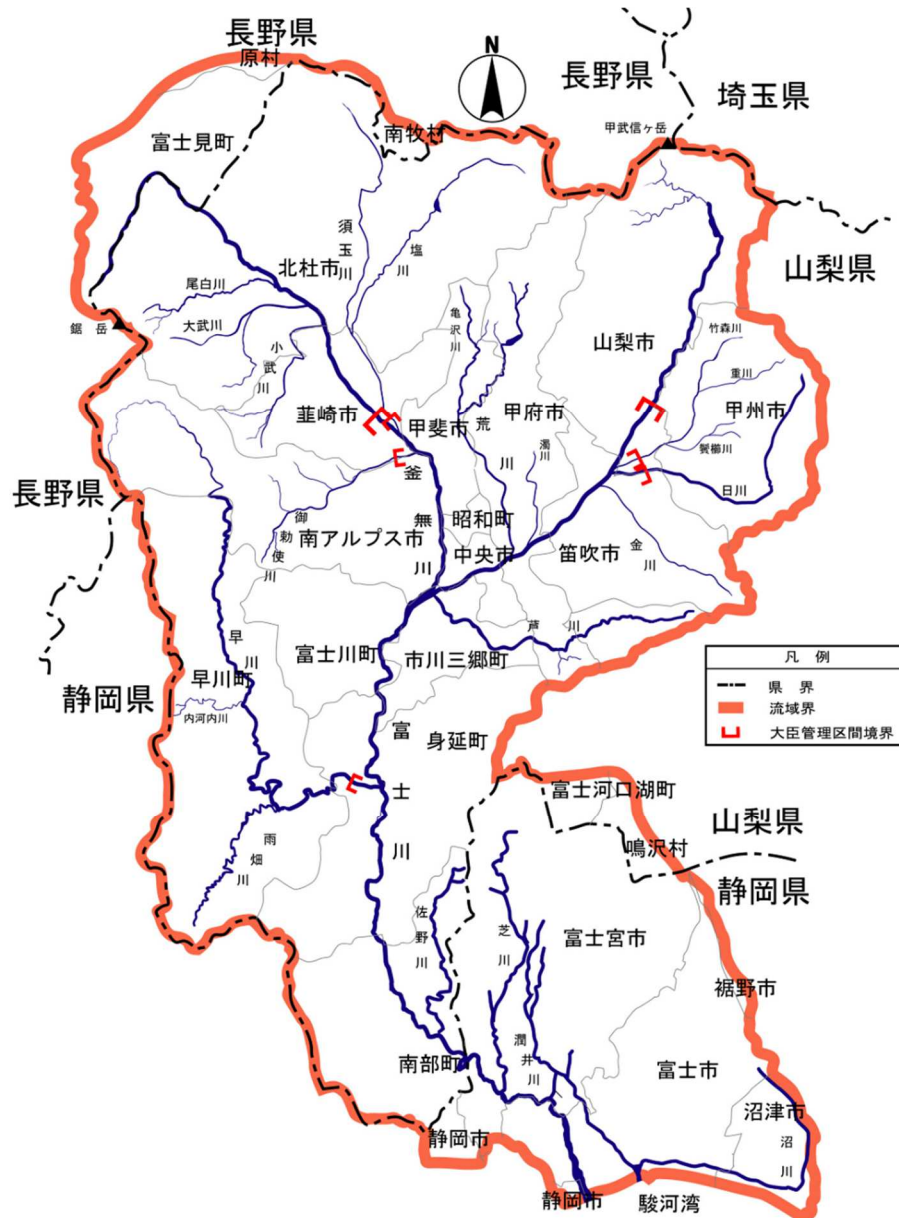 長野県
原村
N
長野県
埼玉県
甲武信ヶ岳
富士見町
南牧村
須玉川
塩川
山梨県
北杜市
尾白川
大武川
小武川
鋸岳
亀沢川
山梨市
竹森川
重川
甲州市
鬢櫛川
日川
韮崎市
甲斐市
荒川
甲府市
濁川
釜無川
長野県
御勅使川
南アルプス市
昭和町
中央市
笛吹市
金川
芦川
静岡県
早川
早川町
内河内川
富士川町
市川三郷町
凡 例
県 界
流域界
大臣管理区間境界
富士川
身延町
富士河口湖町
山梨県
鳴沢村
静岡県
雨畑川
佐野川
芝川
富士宮市
裾野市
南部町
潤井川
富士市
沼津市
沼川
静岡市
静岡市
駿河湾